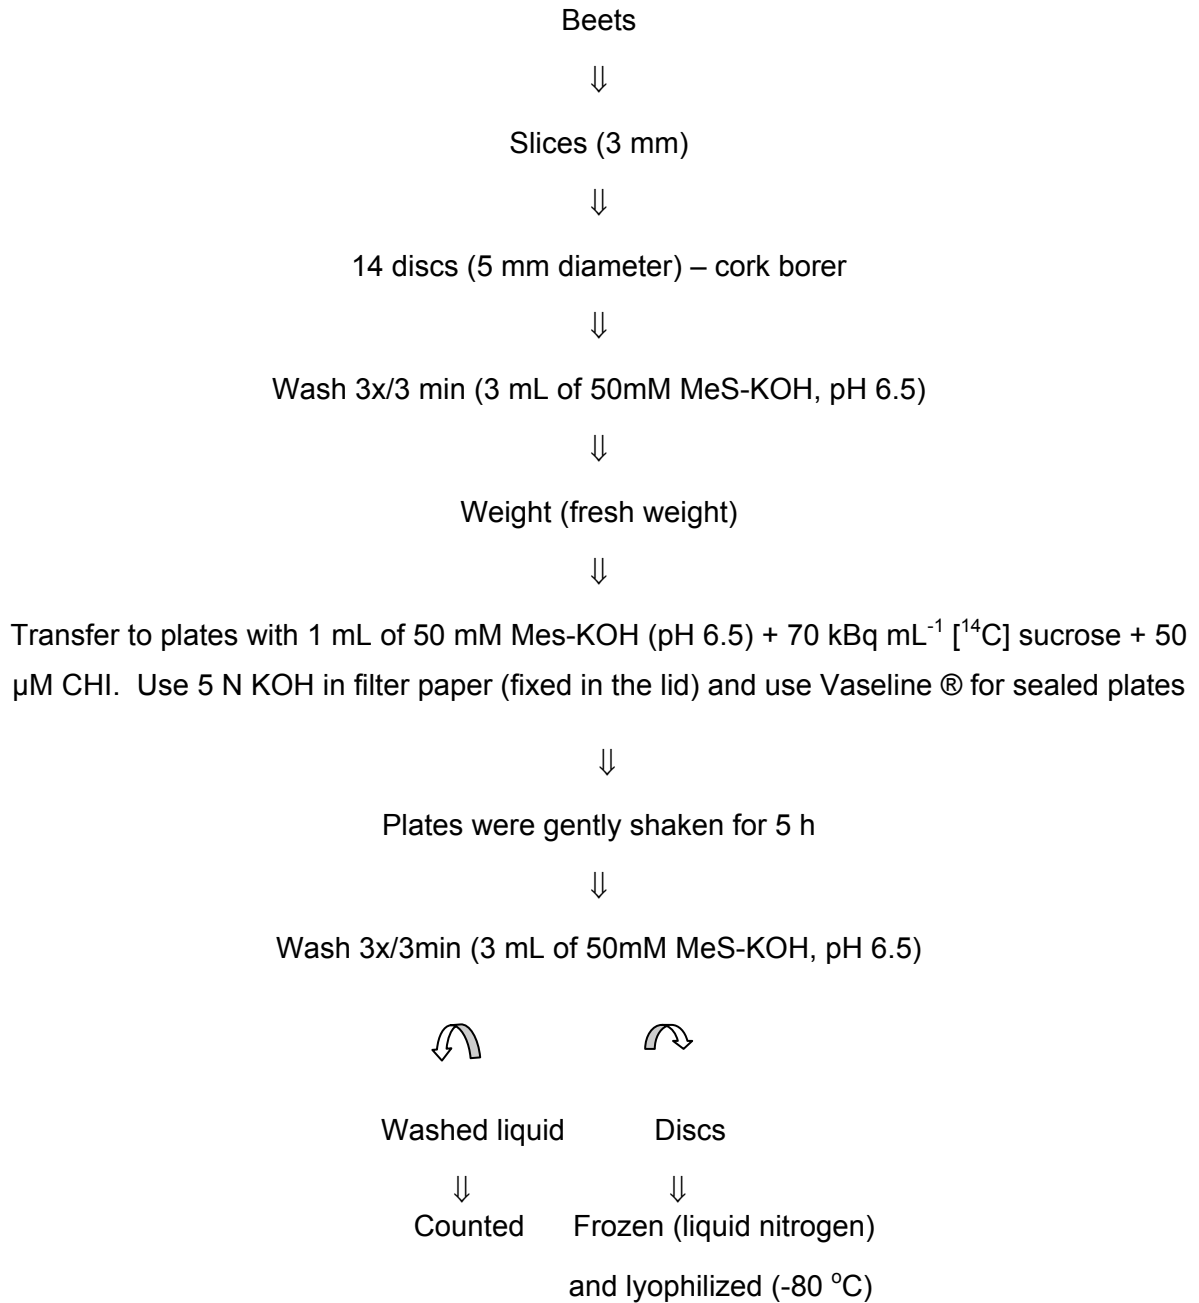 Beets
⇓
Slices (3 mm)
⇓
14 discs (5 mm diameter) – cork borer
⇓
Wash 3x/3 min (3 mL of 50mM MeS-KOH, pH 6.5)
⇓
Weight (fresh weight)
⇓
Transfer to plates with 1 mL of 50 mM Mes-KOH (pH 6.5) + 70 kBq mL⁻¹ [¹⁴C] sucrose + 50
µM CHI. Use 5 N KOH in filter paper (fixed in the lid) and use Vaseline ® for sealed plates
⇓
Plates were gently shaken for 5 h
⇓
Wash 3x/3min (3 mL of 50mM MeS-KOH, pH 6.5)
Washed liquid Discs
⇓ ⇓
Counted Frozen (liquid nitrogen)
and lyophilized (-80 ᵒC)